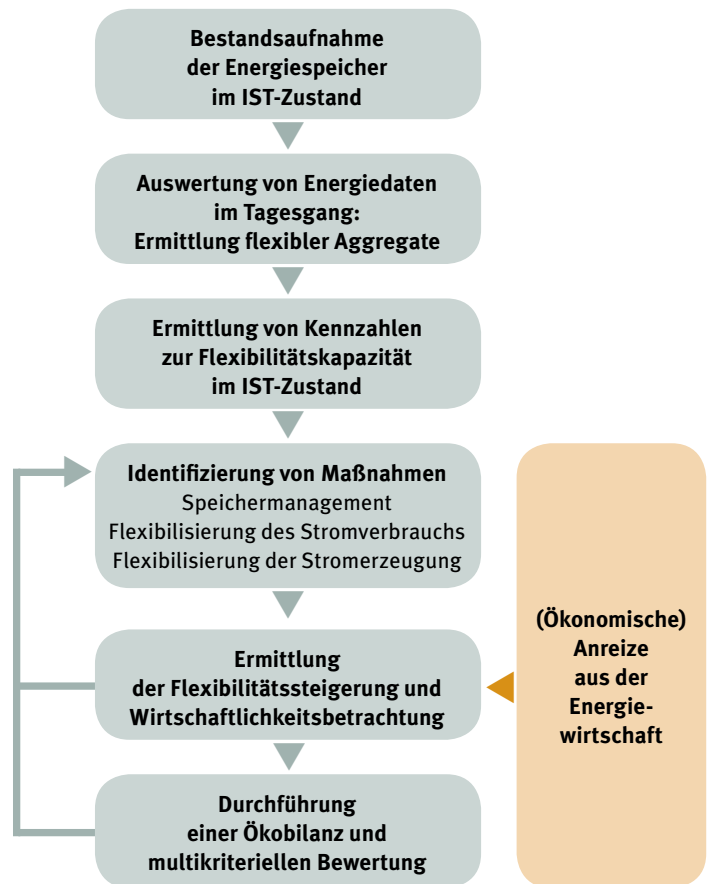 Bestandsaufnahme
der Energiespeicher
im IST-Zustand
Auswertung von Energiedaten
im Tagesgang:
Ermittlung flexibler Aggregate
Ermittlung von Kennzahlen
zur Flexibilitätskapazität
im IST-Zustand
Identifizierung von Maßnahmen
Speichermanagement
Flexibilisierung des Stromverbrauchs
Flexibilisierung der Stromerzeugung
Ermittlung
der Flexibilitätssteigerung und
Wirtschaftlichkeitsbetrachtung
Durchführung
einer Ökobilanz und
multikriteriellen Bewertung
(Ökonomische)
Anreize
aus der
Energie-
wirtschaft